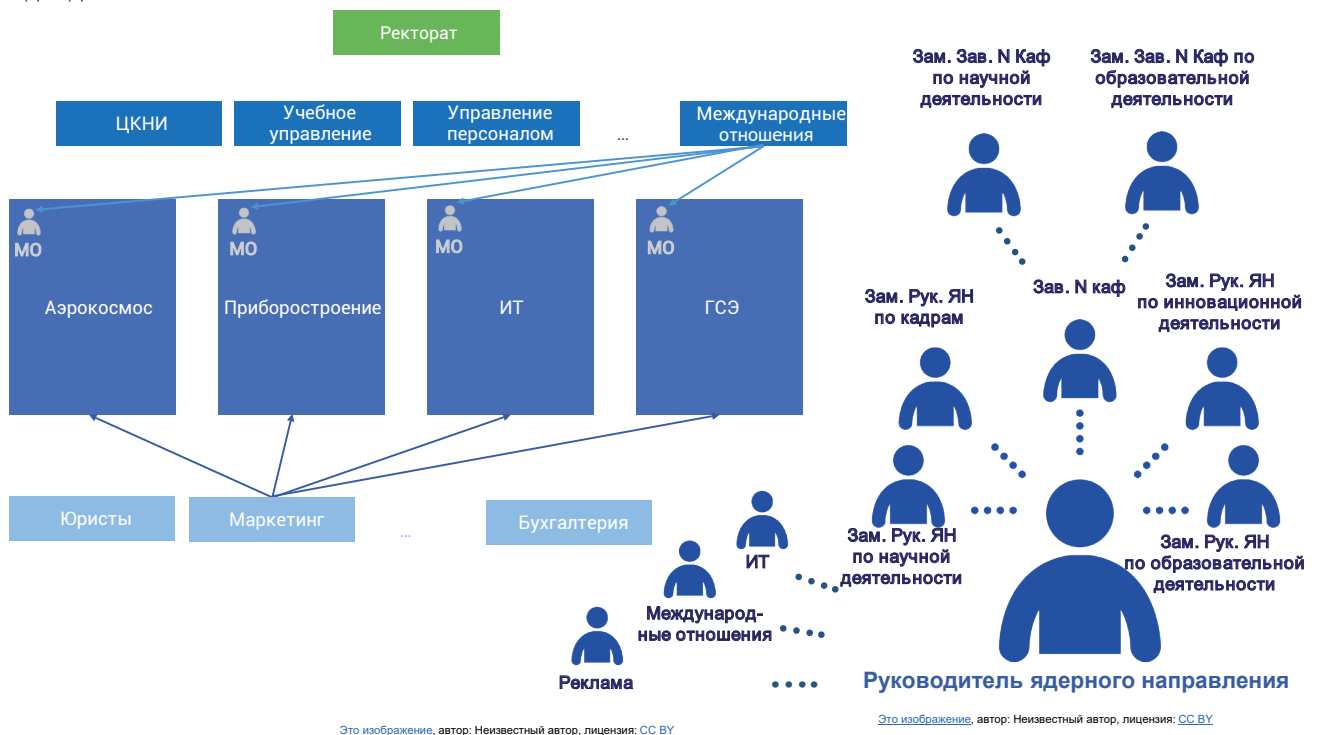 Ректорат
ЦКНИ
Учебное
управление
Управление
персоналом
...
Международные
отношения
МО
МО
МО
МО
Аэрокосмос
Приборостроение
ИТ
ГСЭ
Юристы
Маркетинг
...
Бухгалтерия
Зам. Зав. N Каф
по научной
деятельности
Зам. Зав. N Каф по
образовательной
деятельности
Зам. Рук. ЯН
по кадрам
Зав. N каф
Зам. Рук. ЯН
по инновационной
деятельности
Зам. Рук. ЯН
по научной
деятельности
Зам. Рук. ЯН
по образовательной
деятельности
ИТ
Международ-
ные отношения
Реклама
Руководитель ядерного направления
Это изображение, автор: Неизвестный автор, лицензия: CC BY
Это изображение, автор: Неизвестный автор, лицензия: CC BY